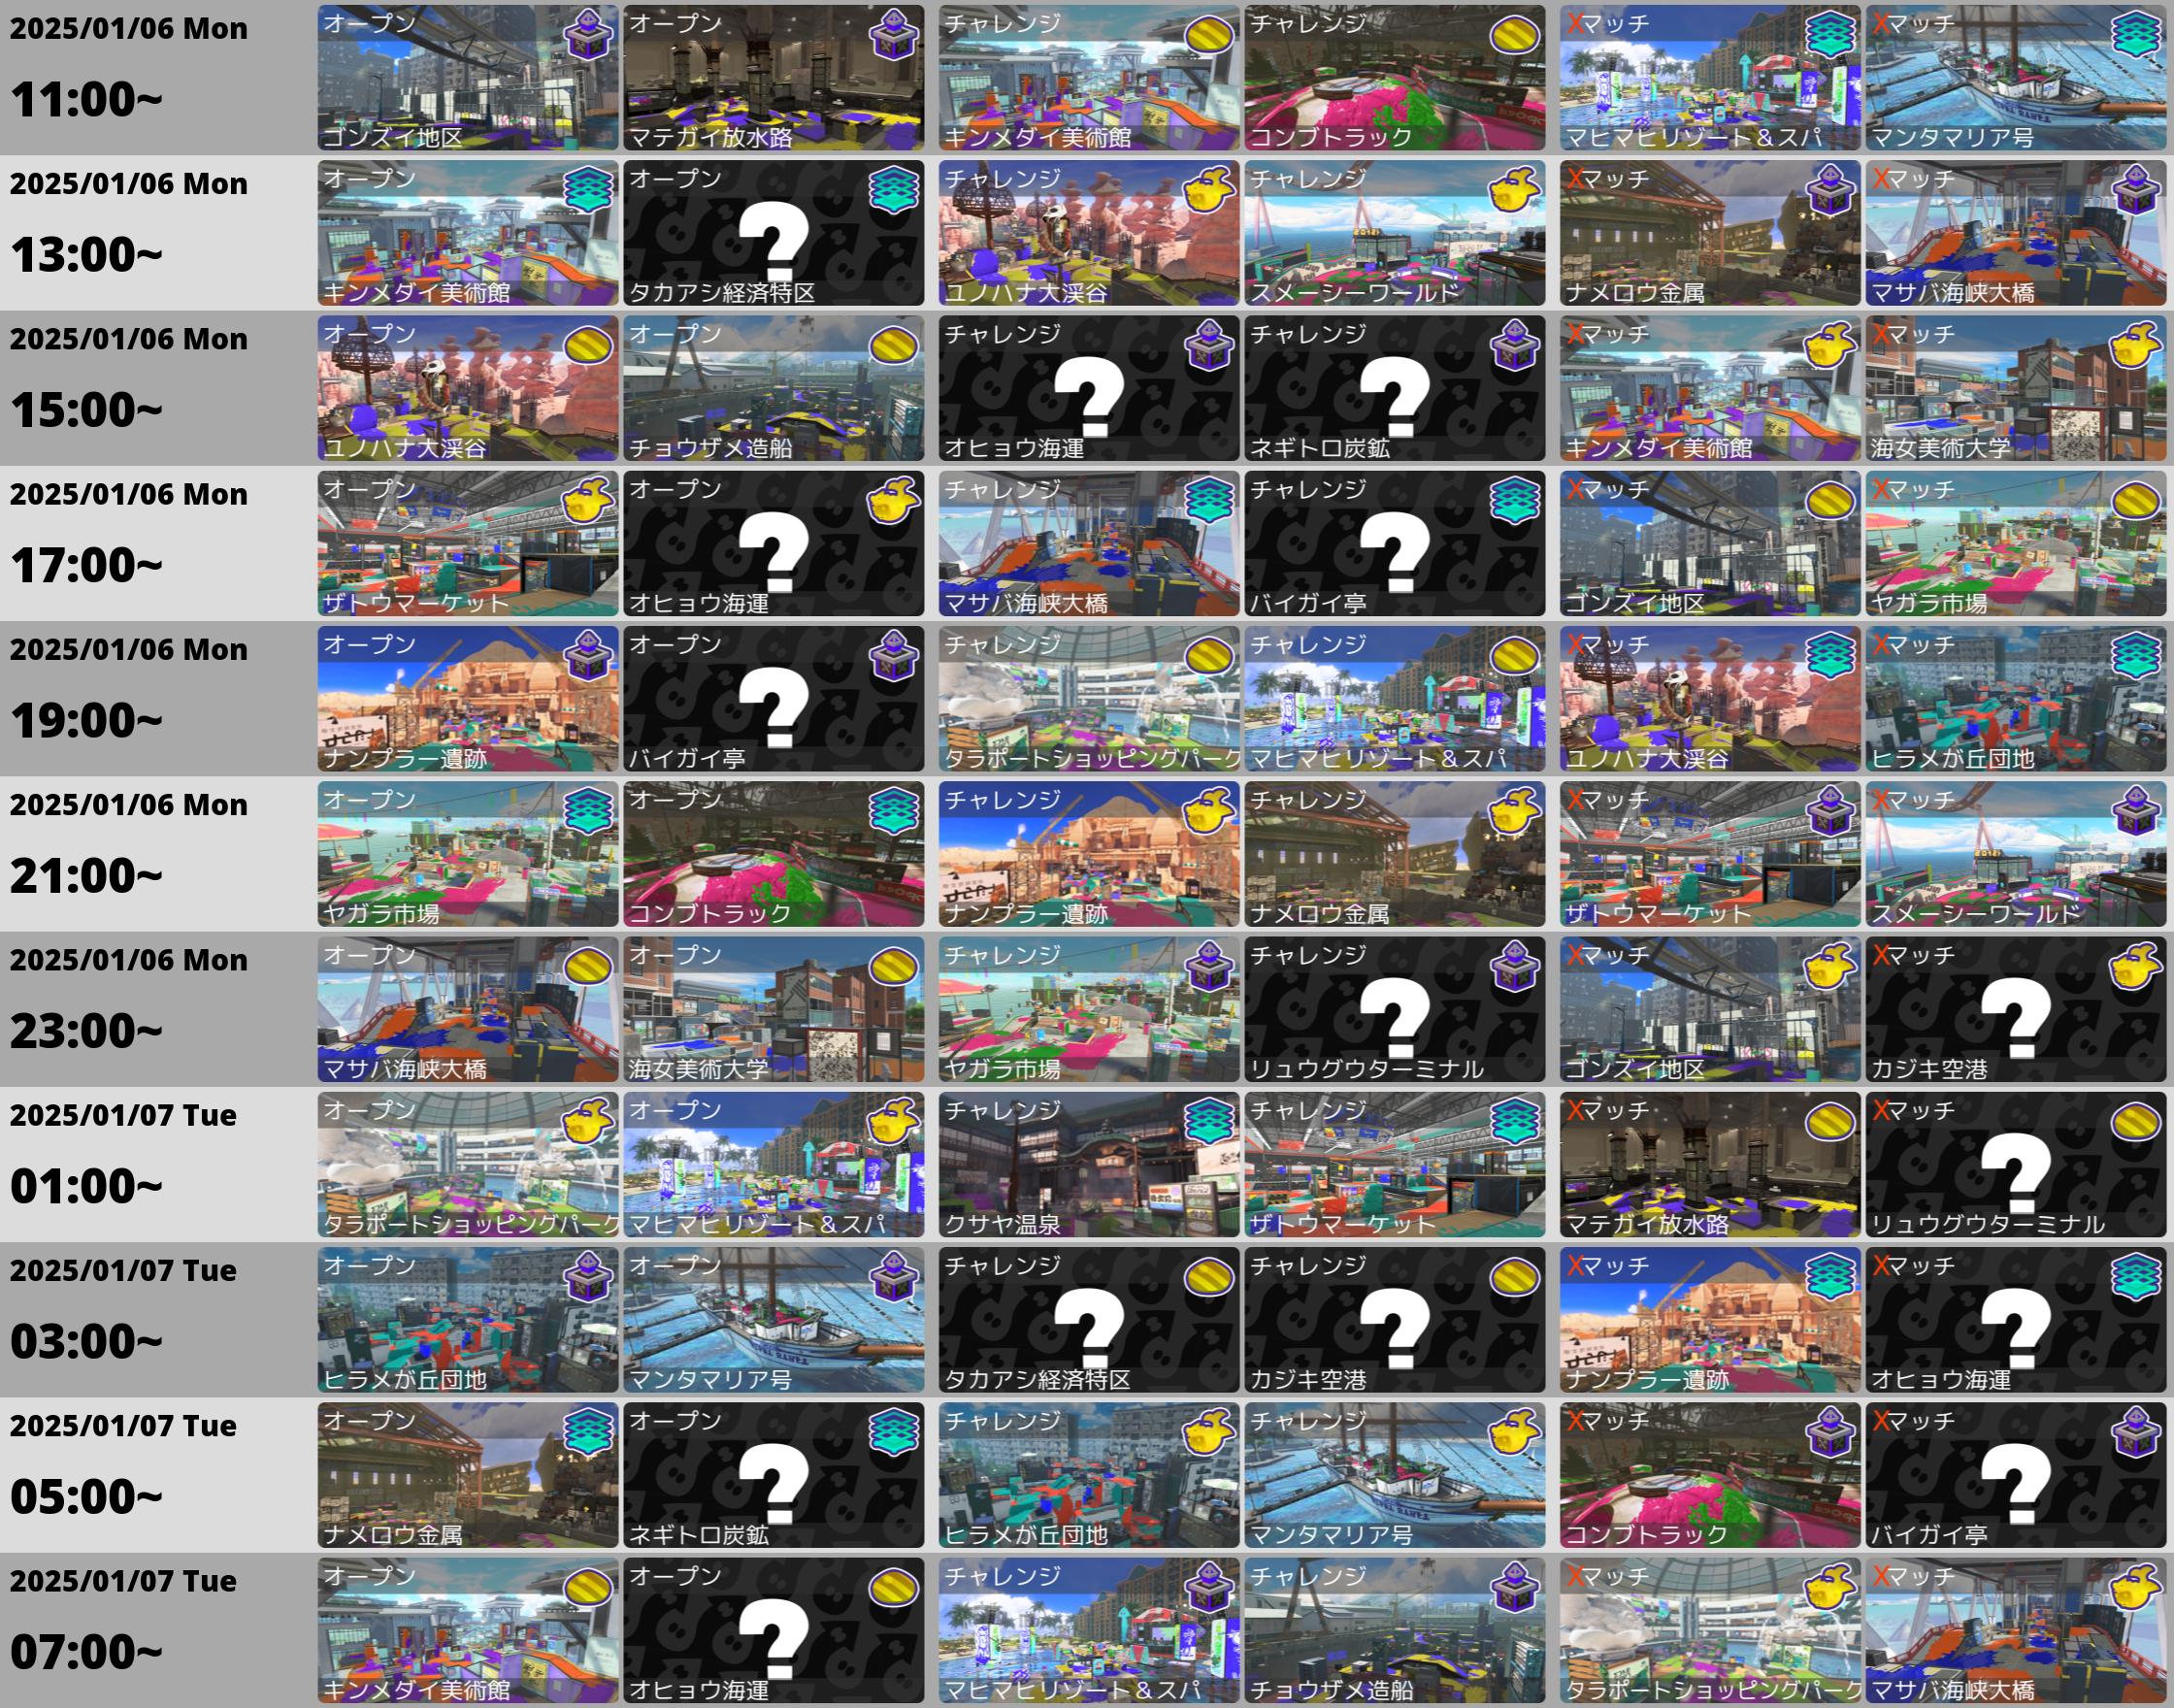 2025/01/06 Mon
11:00~
オープン
ゴンズイ地区
オープン
マテガイ放水路
チャレンジ
キンメダイ美術館
チャレンジ
コンブトラック
Xマッチ
マヒマヒリゾート＆スパ
Xマッチ
マンタマリア号
2025/01/06 Mon
13:00~
オープン
キンメダイ美術館
オープン
?
タカアシ経済特区
チャレンジ
ユノハナ大渓谷
チャレンジ
スメーシーワールド
Xマッチ
ナメロウ金属
Xマッチ
マサバ海峡大橋
2025/01/06 Mon
15:00~
オープン
ユノハナ大渓谷
オープン
チョウザメ造船
チャレンジ
?
オヒョウ海運
チャレンジ
?
ネギトロ炭鉱
Xマッチ
キンメダイ美術館
Xマッチ
海女美術大学
2025/01/06 Mon
17:00~
オープン
ザトウマーケット
オープン
?
オヒョウ海運
チャレンジ
マサバ海峡大橋
チャレンジ
?
バイガイ亭
Xマッチ
ゴンズイ地区
Xマッチ
ヤガラ市場
2025/01/06 Mon
19:00~
オープン
ナンプラー遺跡
オープン
?
バイガイ亭
チャレンジ
タラポートショッピングパーク
チャレンジ
マヒマヒリゾート＆スパ
Xマッチ
ユノハナ大渓谷
Xマッチ
ヒラメが丘団地
2025/01/06 Mon
21:00~
オープン
ヤガラ市場
オープン
コンブトラック
チャレンジ
ナンプラー遺跡
チャレンジ
ナメロウ金属
Xマッチ
ザトウマーケット
Xマッチ
スメーシーワールド
2025/01/06 Mon
23:00~
オープン
マサバ海峡大橋
オープン
海女美術大学
チャレンジ
ヤガラ市場
チャレンジ
?
リュウグウターミナル
Xマッチ
ゴンズイ地区
Xマッチ
?
カジキ空港
2025/01/07 Tue
01:00~
オープン
タラポートショッピングパーク
オープン
マヒマヒリゾート＆スパ
チャレンジ
クサヤ温泉
チャレンジ
ザトウマーケット
Xマッチ
マテガイ放水路
Xマッチ
?
リュウグウターミナル
2025/01/07 Tue
03:00~
オープン
ヒラメが丘団地
オープン
マンタマリア号
チャレンジ
?
タカアシ経済特区
チャレンジ
?
カジキ空港
Xマッチ
ナンプラー遺跡
Xマッチ
?
オヒョウ海運
2025/01/07 Tue
05:00~
オープン
ナメロウ金属
オープン
?
ネギトロ炭鉱
チャレンジ
ヒラメが丘団地
チャレンジ
マンタマリア号
Xマッチ
コンブトラック
Xマッチ
?
バイガイ亭
2025/01/07 Tue
07:00~
オープン
キンメダイ美術館
オープン
?
オヒョウ海運
チャレンジ
マヒマヒリゾート＆スパ
チャレンジ
チョウザメ造船
Xマッチ
タラポートショッピングパーク
Xマッチ
マサバ海峡大橋